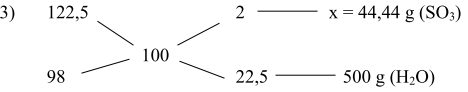 3) 122,5 2 x = 44,44 g (SO₃)
100
98 22,5 500 g (H₂O)